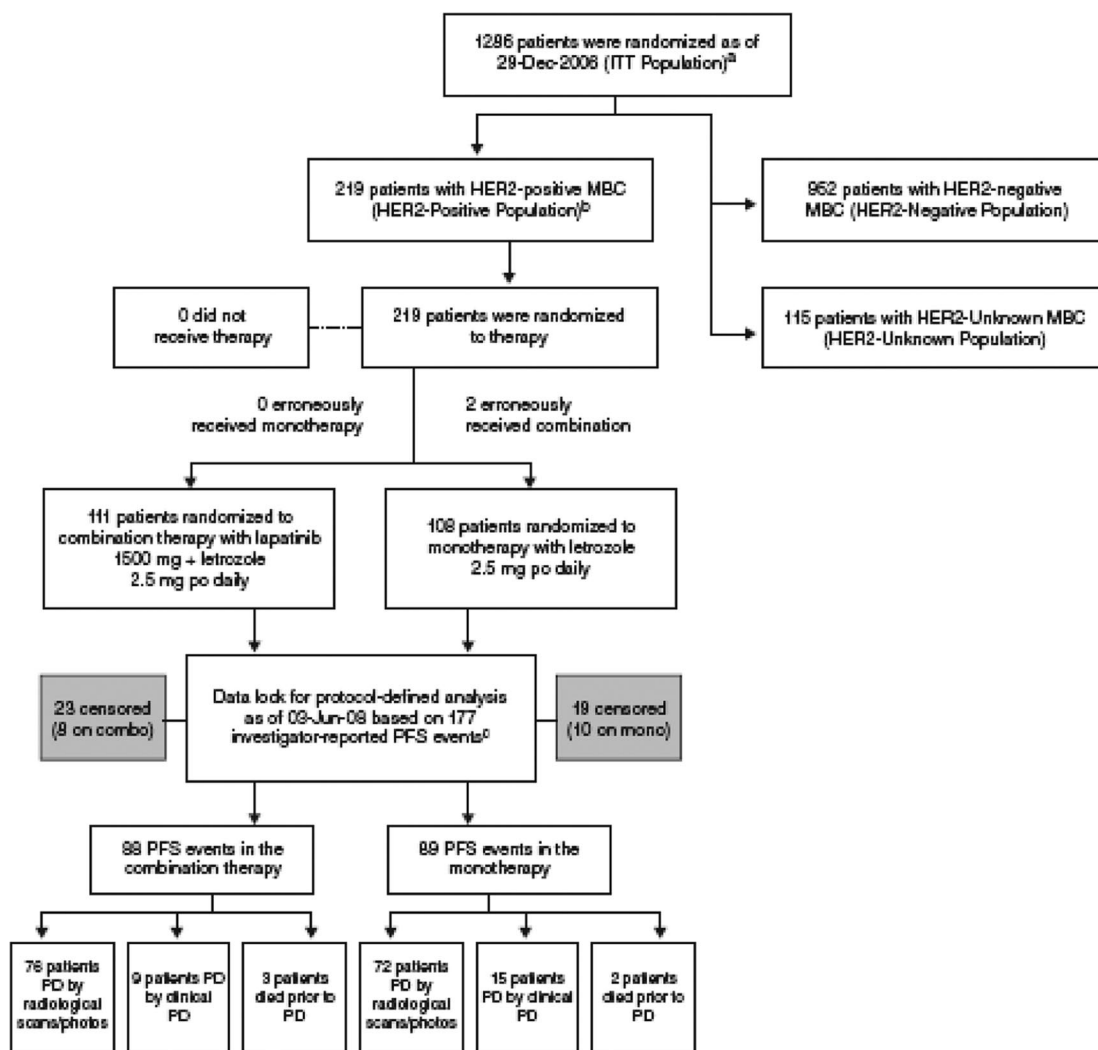 1286 patients were randomized as of
29-Dec-2006 (ITT Population)a
219 patients with HER2-positive MBC
(HER2-Positive Population)b
952 patients with HER2-negative
MBC (HER2-Negative Population)
0 did not
receive therapy
219 patients were randomized
to therapy
115 patients with HER2-Unknown MBC
(HER2-Unknown Population)
0 erroneously
received monotherapy
2 erroneously
received combination
111 patients randomized to
combination therapy with lapatinib
1500 mg + letrozole
2.5 mg po daily
108 patients randomized to
monotherapy with letrozole
2.5 mg po daily
23 censored
(8 on combo)
Data lock for protocol-defined analysis
as of 03-Jun-08 based on 177
investigator-reported PFS eventsc
19 censored
(10 on mono)
88 PFS events in the
combination therapy
89 PFS events in the
monotherapy
76 patients
PD by
radiological
scans/photos
9 patients PD
by clinical
PD
3 patients
died prior to
PD
72 patients
PD by
radiological
scans/photos
15 patients
PD by clinical
PD
2 patients
died prior to
PD